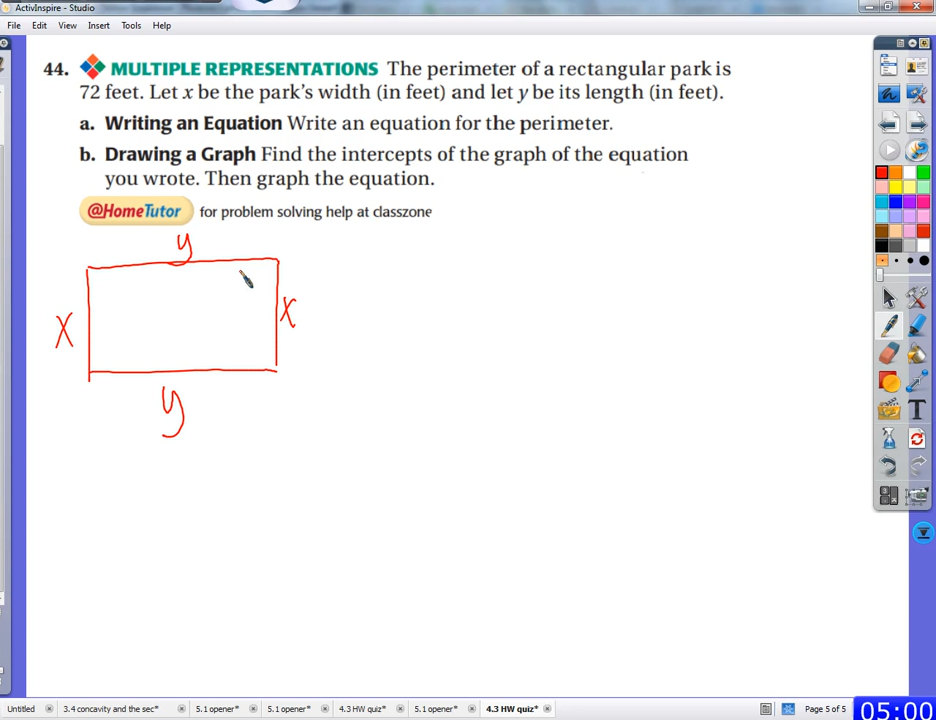 ActivInspire - Studio
File Edit View Insert Tools Help
44. MULTIPLE REPRESENTATIONS The perimeter of a rectangular park is
72 feet. Let x be the park's width (in feet) and let y be its length (in feet).
a. Writing an Equation Write an equation for the perimeter.
b. Drawing a Graph Find the intercepts of the graph of the equation
you wrote. Then graph the equation.
@HomeTutor for problem solving help at classzone
y
x x
y
Untitled 3.4 concavity and the sec* 5.1 opener* 5.1 opener* 4.3 HW quiz* 5.1 opener* 4.3 HW quiz* Page 5 of 5 05:00